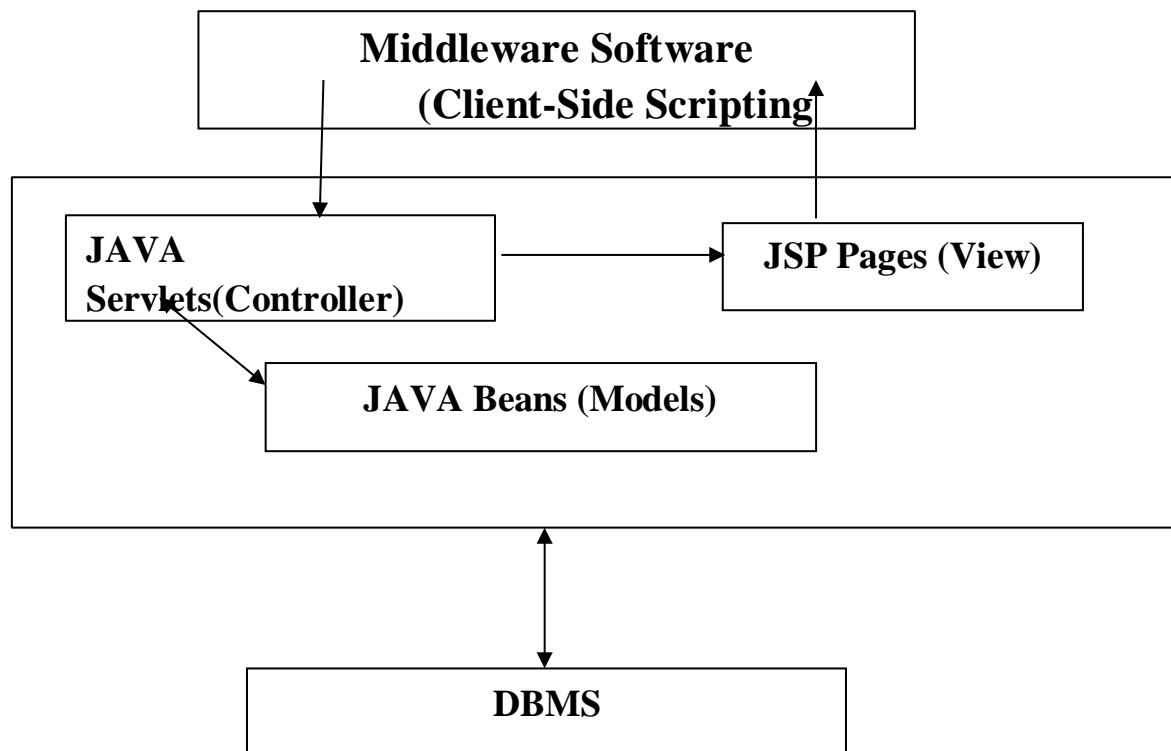 Middleware Software
(Client-Side Scripting
JAVA
Servlets(Controller)
JSP Pages (View)
JAVA Beans (Models)
DBMS